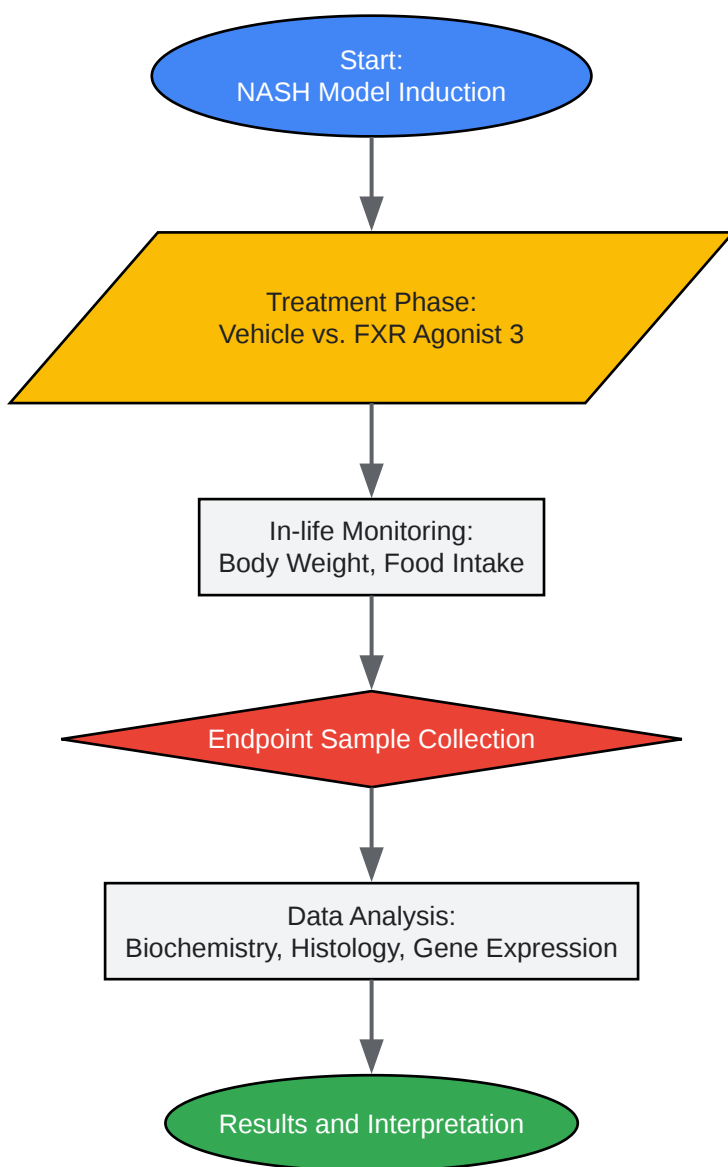 Start:
NASH Model Induction
Treatment Phase:
Vehicle vs. FXR Agonist 3
In-life Monitoring:
Body Weight, Food Intake
Endpoint Sample Collection
Data Analysis:
Biochemistry, Histology, Gene Expression
Results and Interpretation